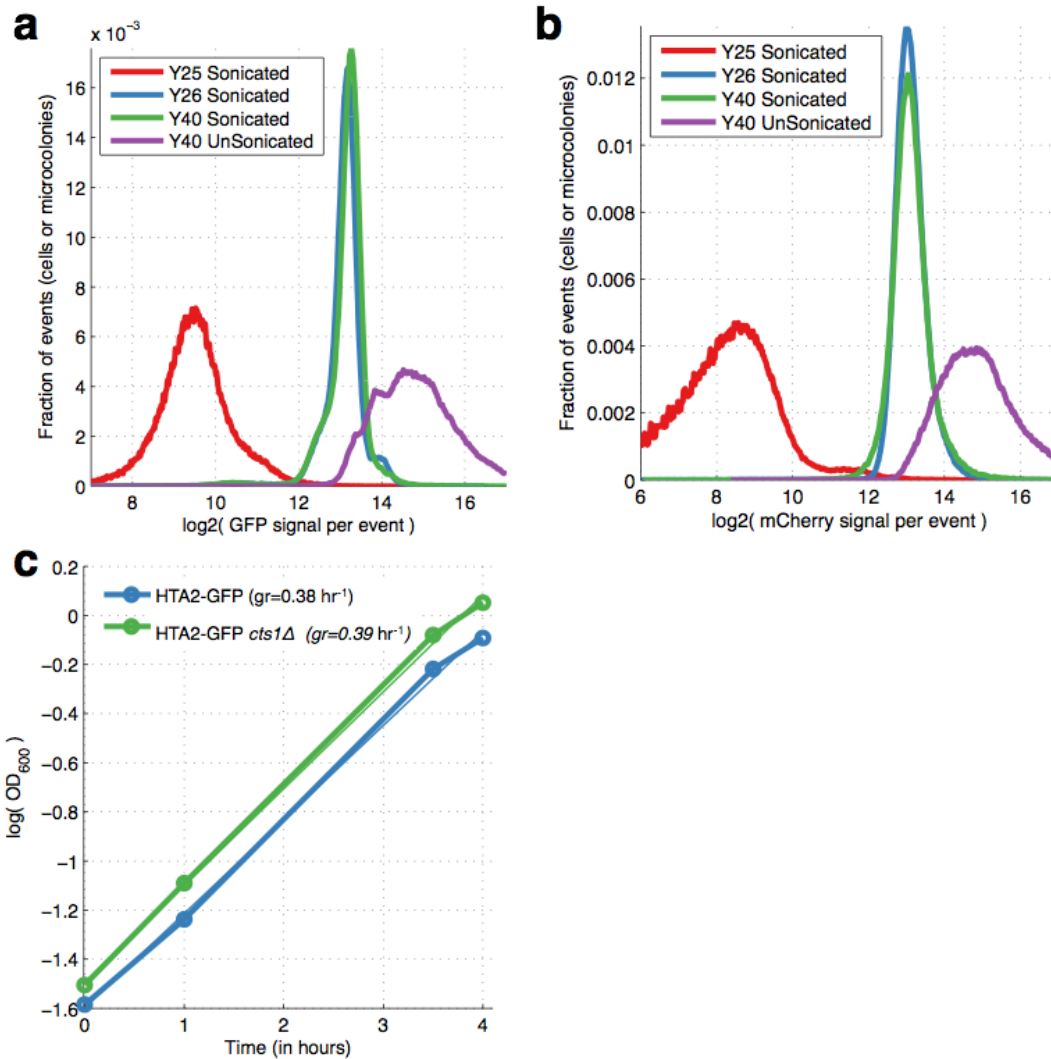 a
× 10⁻³
Y25 Sonicated
Y26 Sonicated
Y40 Sonicated
Y40 UnSonicated
16
14
12
10
8
6
4
2
0
Fraction of events (cells or microcolonies)
8
10
12
14
16
log2( GFP signal per event )
b
Y25 Sonicated
Y26 Sonicated
Y40 Sonicated
Y40 UnSonicated
0.012
0.01
0.008
0.006
0.004
0.002
0
Fraction of events (cells or microcolonies)
6
8
10
12
14
16
log2( mCherry signal per event )
c
HTA2-GFP (gr=0.38 hr⁻¹)
HTA2-GFP cts1Δ (gr=0.39 hr⁻¹)
0.2
0
−0.2
−0.4
−0.6
−0.8
−1
−1.2
−1.4
−1.6
log( OD₆₀₀ )
0
1
2
3
4
Time (in hours)